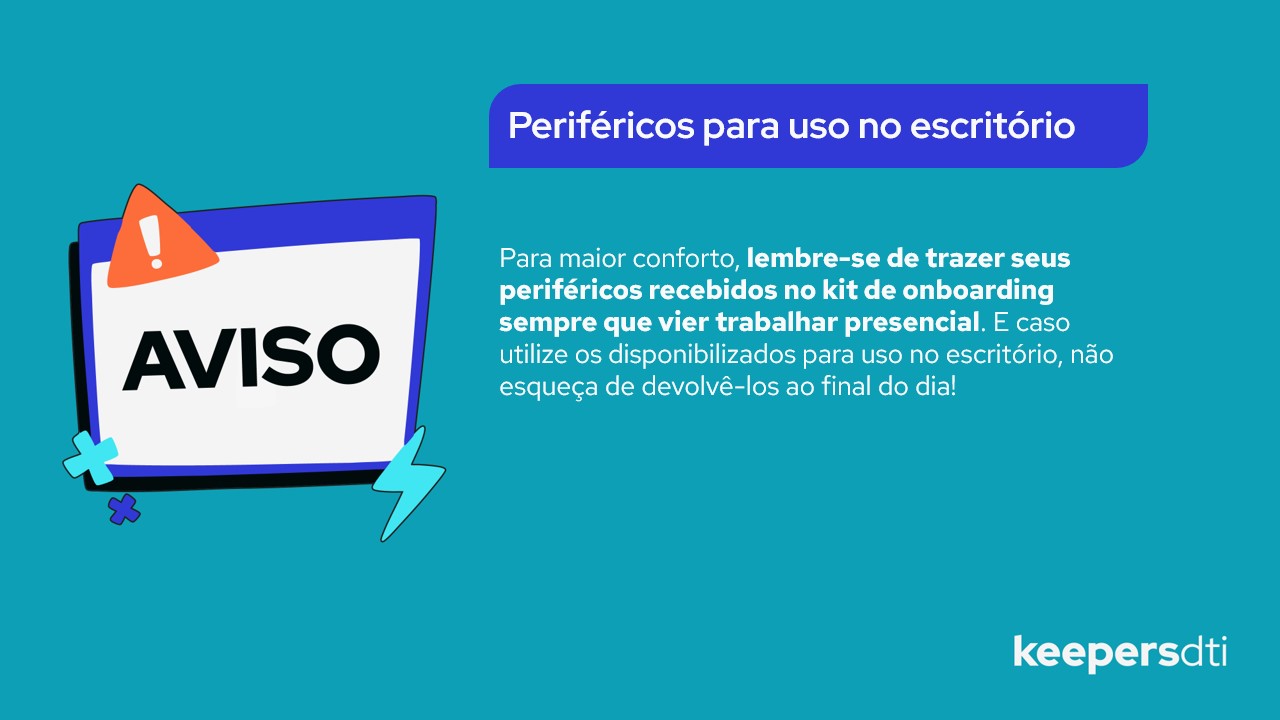 Periféricos para uso no escritório
AVISO
Para maior conforto, lembre-se de trazer seus
periféricos recebidos no kit de onboarding
sempre que vier trabalhar presencial. E caso
utilize os disponibilizados para uso no escritório, não
esqueça de devolvê-los ao final do dia!
keepersdti